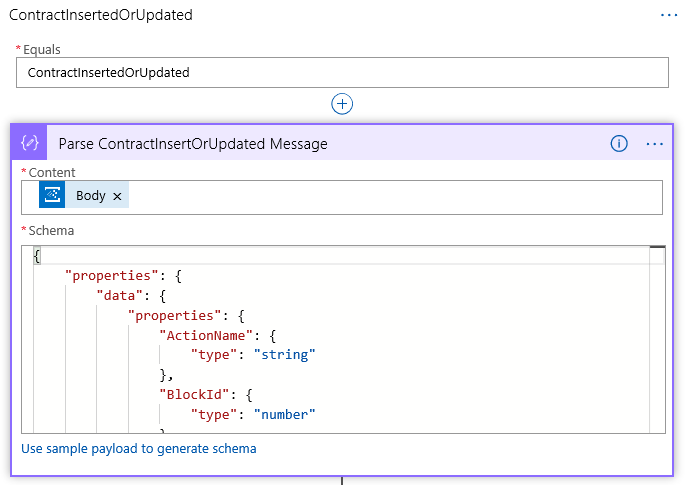 ContractInsertedOrUpdated
...
* Equals
ContractInsertedOrUpdated
{/} Parse ContractInsertOrUpdated Message
...
* Content
Body ×
* Schema
{
"properties": {
"data": {
"properties": {
"ActionName": {
"type": "string"
},
"BlockId": {
"type": "number"
}
Use sample payload to generate schema